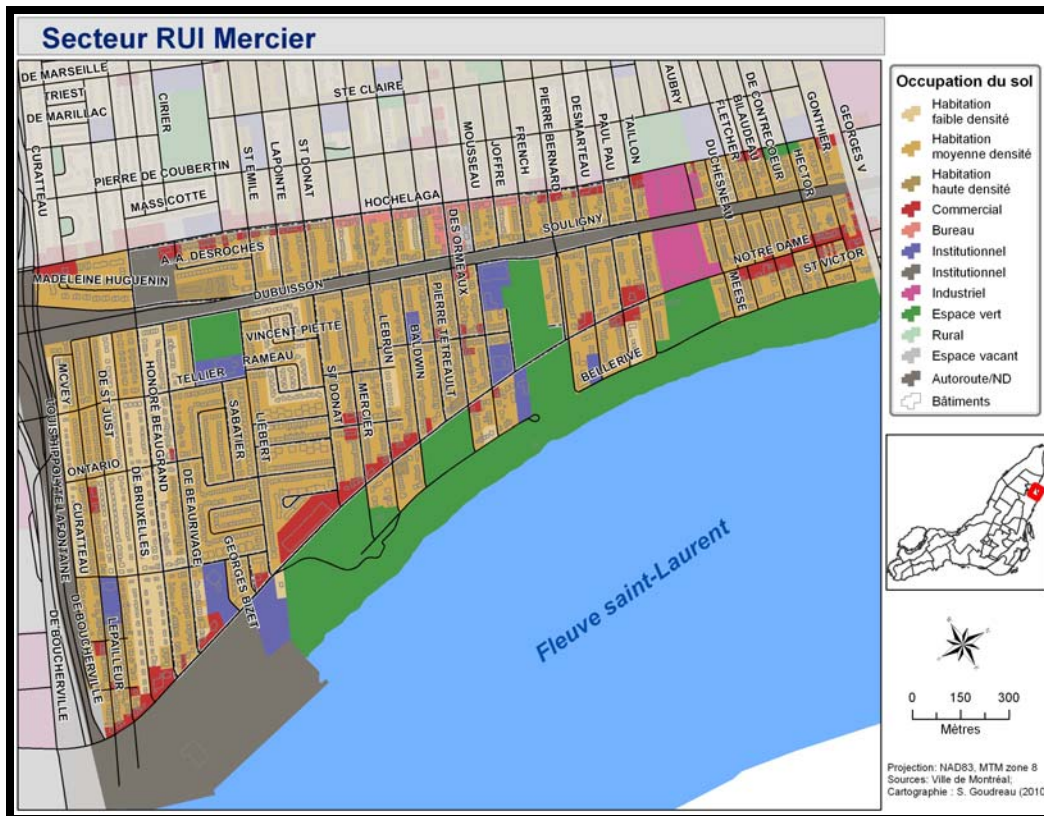 Secteur RUI Mercier
DE MARSEILLE
TRIEST
DE MARILLAC
CIRIER
STE CLAIRE
CURATTEAU
PIERRE DE COUBERTIN
MASSICOTTE
ST EMILE
LAPOINTE
ST DONAT
HOCHELAGA
MOUSSEAU
JOFFRE
FRENCH
PIERRE BERNARD
DESMARTEAU
PAUL PAU
TAILLON
AUBRY
DUCHESNEAU
FLETCHER
BILAUDEAU
DE CONTRECOEUR
HECTOR
GONTHIER
GEORGES V
A. A. DESROCHES
MADELEINE HUGUENIN
DES ORMEAUX
SOULIGNY
NOTRE DAME
ST VICTOR
MEESE
DUBUISSON
VINCENT PIETTE
RAMEAU
TELLIER
PIERRE TETREAULT
BALDWIN
LEBRUN
MERCIER
ST DONAT
BELLERIVE
MCVEY
DE ST JUST
HONORÉ BEAUGRAND
SABATIER
LIÉBERT
LOUIS HIPPOLYTE LAFONTAINE
ONTARIO
CURATTEAU
DE BRUXELLES
DE BEAURIVAGE
GEORGES BIZET
DE BOUCHERVILLE
DE BOUCHERVILLE
LEPAILLEUR
Fleuve saint-Laurent
Occupation du sol
Habitation
faible densité
Habitation
moyenne densité
Habitation
haute densité
Commercial
Bureau
Institutionnel
Institutionnel
Industriel
Espace vert
Rural
Espace vacant
Autoroute/ND
Bâtiments
0 150 300
Mètres
Projection: NAD83, MTM zone 8
Sources: Ville de Montréal;
Cartographie : S. Goudreau (2010